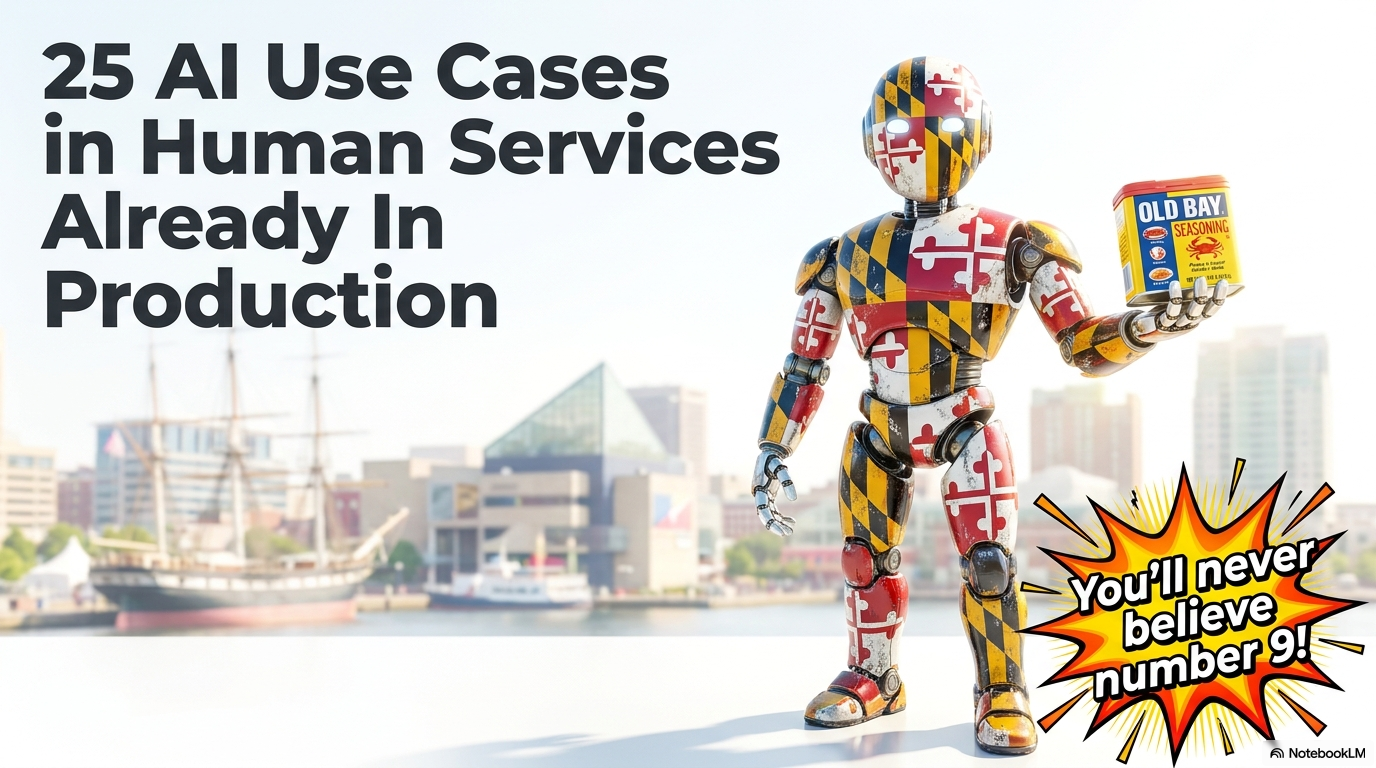 25 AI Use Cases
in Human Services
Already In
Production
OLD BAY
SEASONING
You'll never
believe
number 9!
NotebookLM